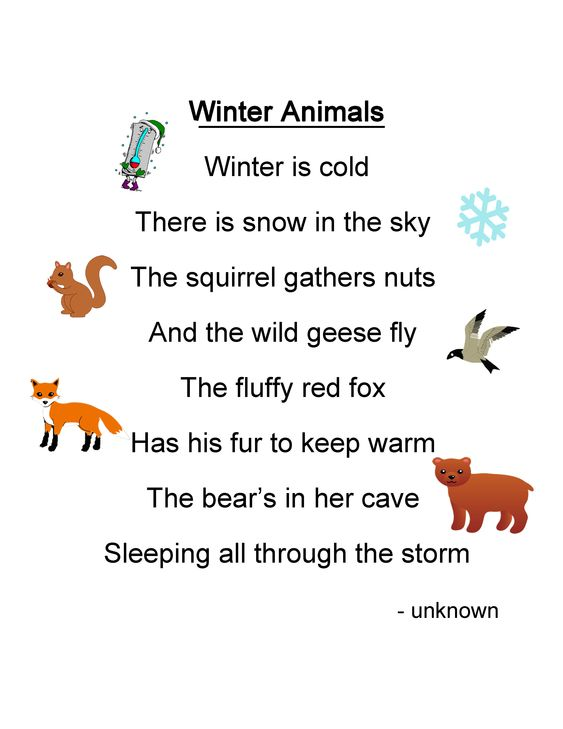 Winter Animals
Winter is cold
There is snow in the sky
The squirrel gathers nuts
And the wild geese fly
The fluffy red fox
Has his fur to keep warm
The bear’s in her cave
Sleeping all through the storm
- unknown